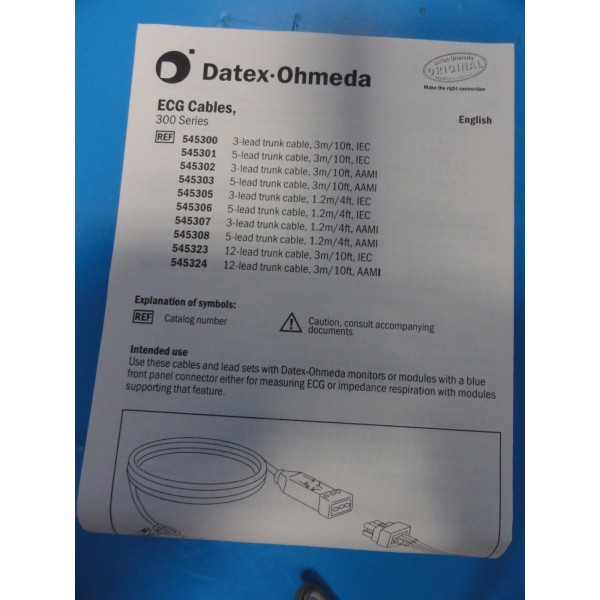 Datex-Ohmeda
Datex-Ohmeda
ORIGINAL
Make the right connection
ECG Cables,
300 Series
English
REF 545300 3-lead trunk cable, 3m/10ft, IEC
545301 5-lead trunk cable, 3m/10ft, IEC
545302 3-lead trunk cable, 3m/10ft, AAMI
545303 5-lead trunk cable, 3m/10ft, AAMI
545305 3-lead trunk cable, 1.2m/4ft, IEC
545306 5-lead trunk cable, 1.2m/4ft, IEC
545307 3-lead trunk cable, 1.2m/4ft, AAMI
545308 5-lead trunk cable, 1.2m/4ft, AAMI
545323 12-lead trunk cable, 3m/10ft, IEC
545324 12-lead trunk cable, 3m/10ft, AAMI
Explanation of symbols:
REF Catalog number
Caution, consult accompanying
documents
Intended use
Use these cables and lead sets with Datex-Ohmeda monitors or modules with a blue
front panel connector either for measuring ECG or impedance respiration with modules
supporting that feature.